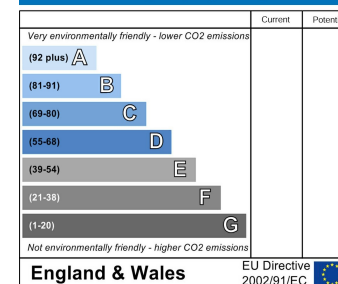 Current Potent
Very environmentally friendly - lower CO2 emissions
(92 plus) A
(81-91) B
(69-80) C
(55-68) D
(39-54) E
(21-38) F
(1-20) G
Not environmentally friendly - higher CO2 emissions
England & Wales
EU Directive
2002/91/EC